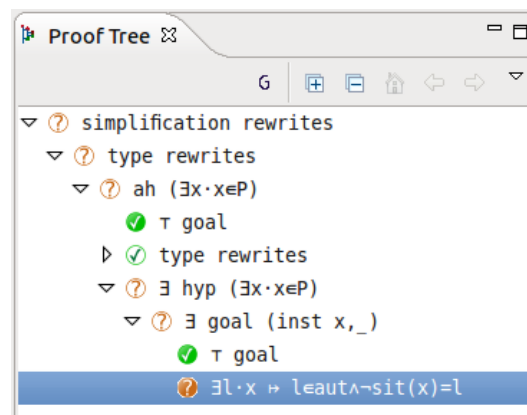 Proof Tree
G
simplification rewrites
type rewrites
ah (∃x·x∈P)
⊤ goal
type rewrites
∃ hyp (∃x·x∈P)
∃ goal (inst x,_)
⊤ goal
∃l·x ↦ l∈aut∧¬sit(x)=l